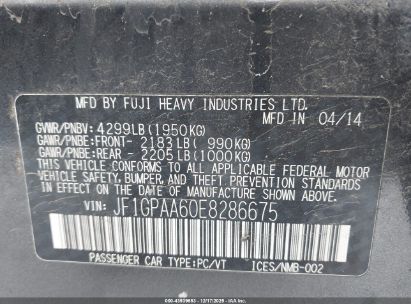 MFD BY FUJI HEAVY INDUSTRIES LTD.
MFD IN 04/14
GVWR/PNBV: 4299LB(1950KG)
GAWR/PNBE:FRONT- 2183LB( 990KG)
GAWR/PNBE:REAR - 2205LB(1000KG)
THIS VEHICLE CONFORMS TO ALL APPLICABLE FEDERAL MOTOR
VEHICLE SAFETY, BUMPER, AND THEFT PREVENTION STANDARDS
IN EFFECT ON THE DATE OF MANUFACTURE SHOWN ABOVE.
VIN: JF1GPAA60E8286675
PASSENGER CAR TYPE:PC/VT ICES/NMB-002